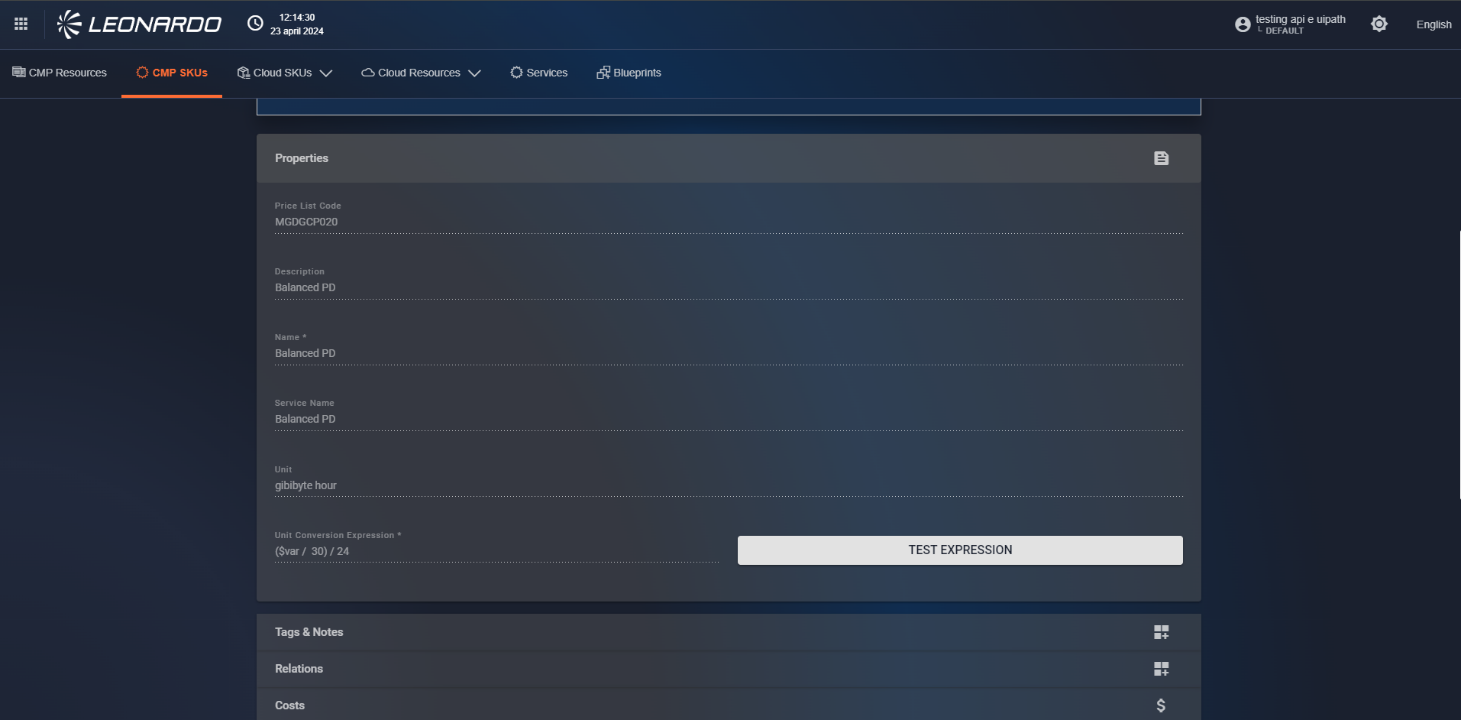 LEONARDO
12:14:30
23 april 2024
testing api e uipath
└ DEFAULT
English
CMP Resources
CMP SKUs
Cloud SKUs
Cloud Resources
Services
Blueprints
Properties
Price List Code
MGDGCP020
Description
Balanced PD
Name *
Balanced PD
Service Name
Balanced PD
Unit
gibibyte hour
Unit Conversion Expression *
($var / 30) / 24
TEST EXPRESSION
Tags & Notes
Relations
Costs